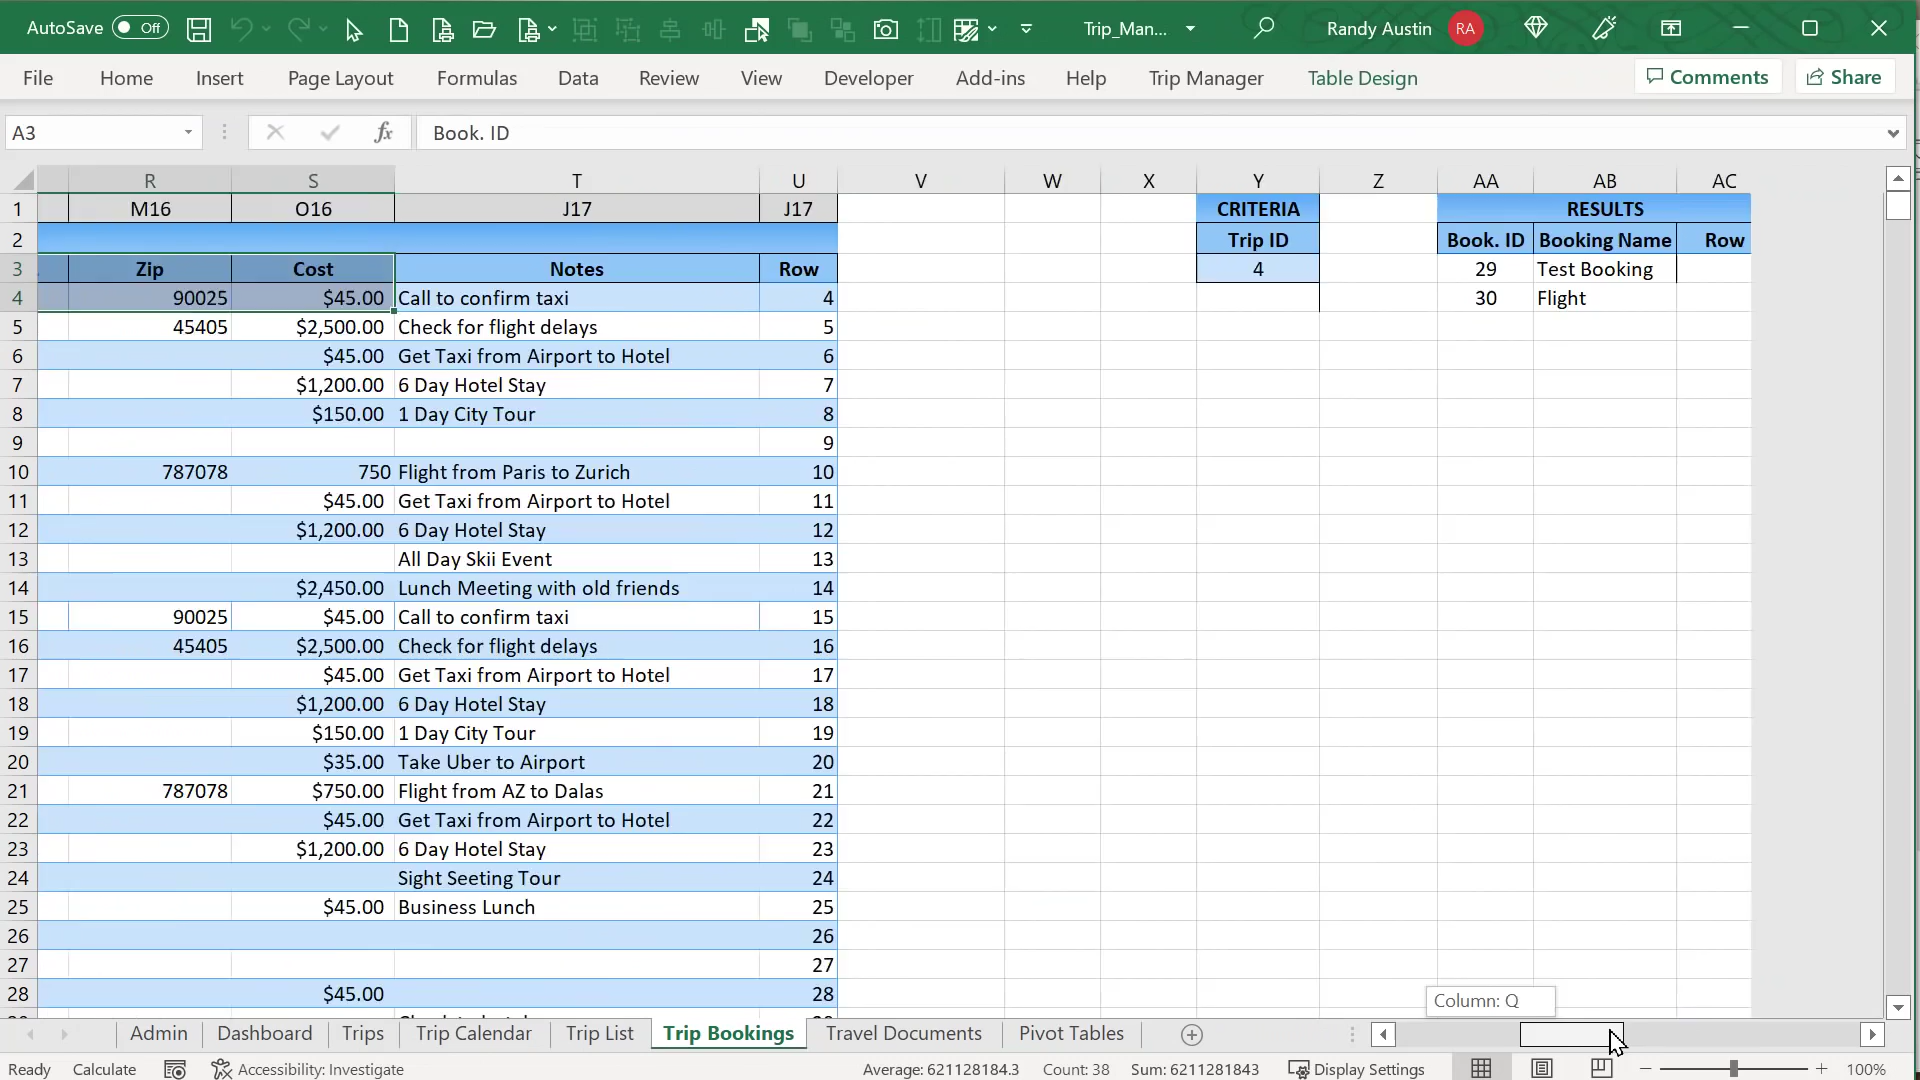 AutoSave Off Trip_Man... Randy Austin RA
File Home Insert Page Layout Formulas Data Review View Developer Add-ins Help Trip Manager Table Design Comments Share
A3 fx Book. ID
R S T U V W X Y Z AA AB AC
1 M16 O16 J17 J17 CRITERIA RESULTS
2 Trip ID Book. ID Booking Name Row
3 Zip Cost Notes Row 4 29 Test Booking
4 90025 $45.00 Call to confirm taxi 4 30 Flight
5 45405 $2,500.00 Check for flight delays 5
6 $45.00 Get Taxi from Airport to Hotel 6
7 $1,200.00 6 Day Hotel Stay 7
8 $150.00 1 Day City Tour 8
9 9
10 787078 750 Flight from Paris to Zurich 10
11 $45.00 Get Taxi from Airport to Hotel 11
12 $1,200.00 6 Day Hotel Stay 12
13 All Day Skii Event 13
14 $2,450.00 Lunch Meeting with old friends 14
15 90025 $45.00 Call to confirm taxi 15
16 45405 $2,500.00 Check for flight delays 16
17 $45.00 Get Taxi from Airport to Hotel 17
18 $1,200.00 6 Day Hotel Stay 18
19 $150.00 1 Day City Tour 19
20 $35.00 Take Uber to Airport 20
21 787078 $750.00 Flight from AZ to Dalas 21
22 $45.00 Get Taxi from Airport to Hotel 22
23 $1,200.00 6 Day Hotel Stay 23
24 Sight Seeting Tour 24
25 $45.00 Business Lunch 25
26 26
27 27
28 $45.00 28
Column: Q
Admin Dashboard Trips Trip Calendar Trip List Trip Bookings Travel Documents Pivot Tables
Ready Calculate Accessibility: Investigate Average: 621128184.3 Count: 38 Sum: 6211281843 Display Settings 100%